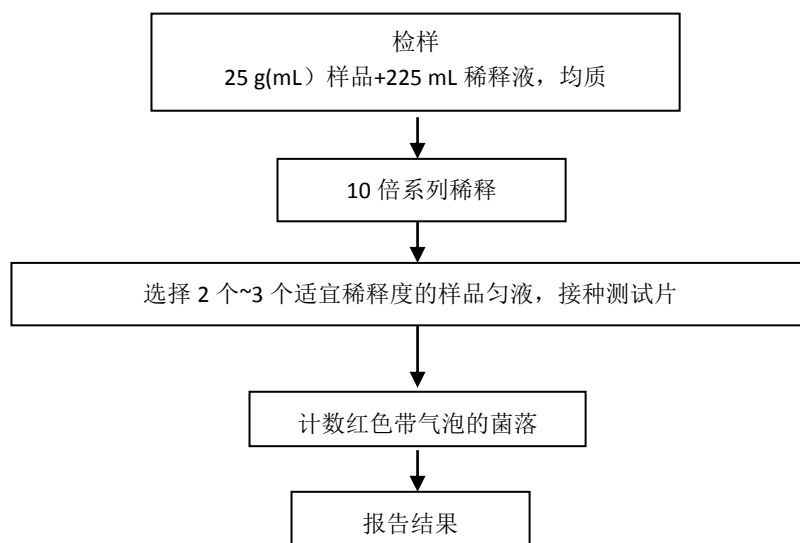 检样
25 g(mL）样品+225 mL 稀释液，均质
10 倍系列稀释
选择 2 个~3 个适宜稀释度的样品匀液，接种测试片
计数红色带气泡的菌落
报告结果